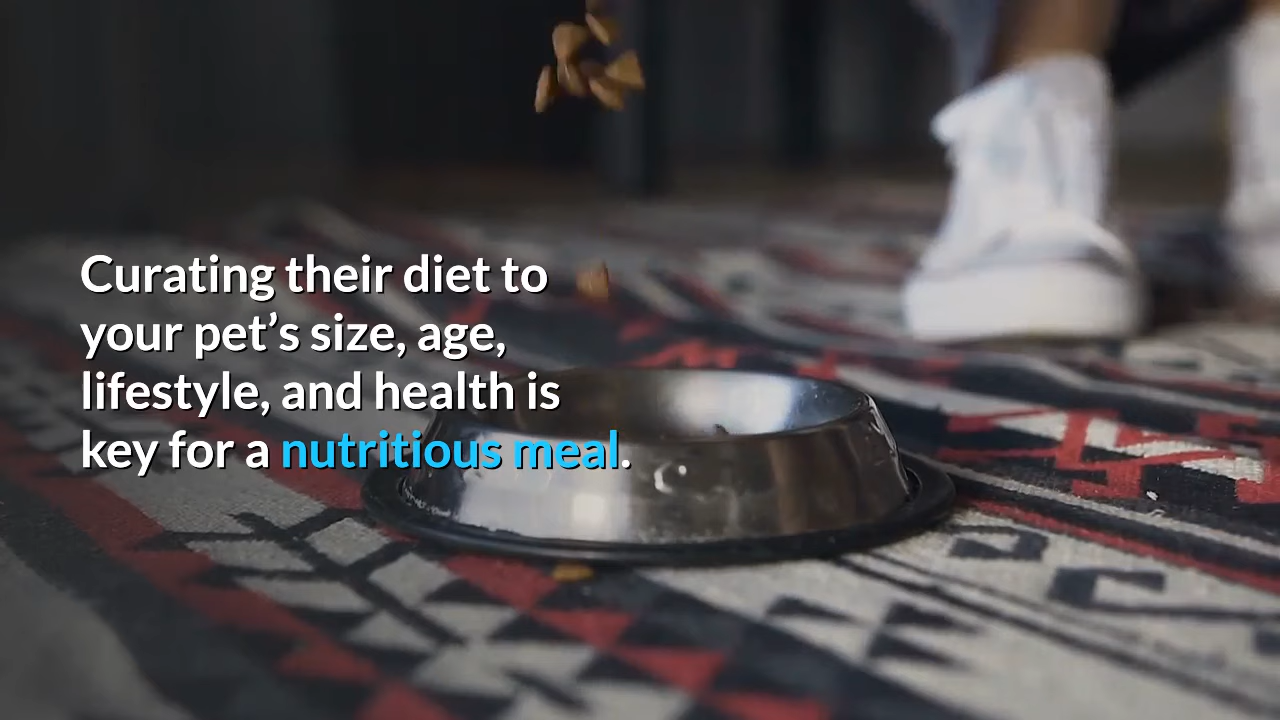 Curating their diet to
your pet’s size, age,
lifestyle, and health is
key for a nutritious meal.